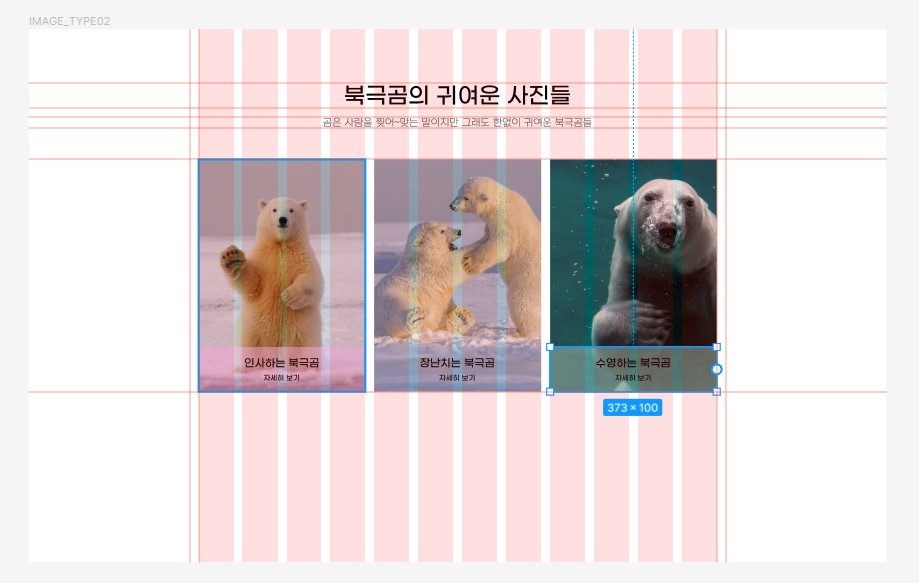 IMAGE_TYPE02
북극곰의 귀여운 사진들
곰은 사람을 찢어~맞는 말이지만 그래도 한없이 귀여운 북극곰들
인사하는 북극곰
자세히 보기
장난치는 북극곰
자세히 보기
수영하는 북극곰
자세히 보기
373 × 100